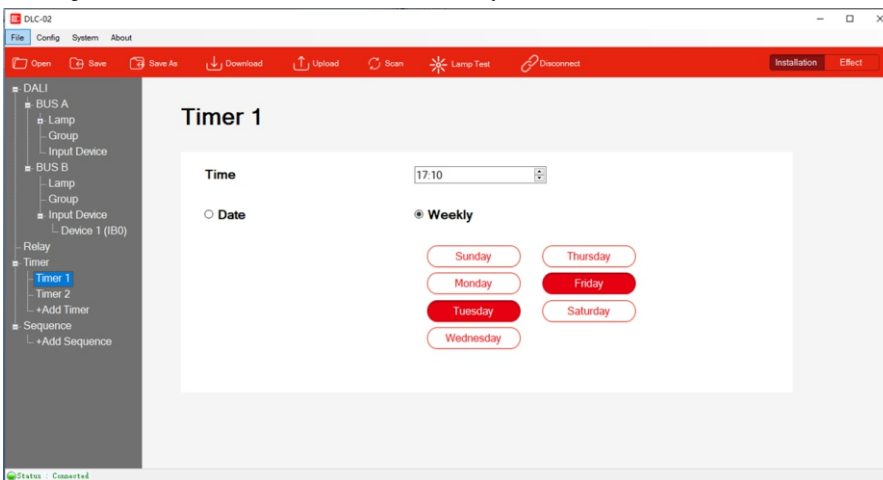 DLC-02
File Config System About
Open Save Save As Download Upload Scan Lamp Test Disconnect Installation Effect
DALI
BUS A
Lamp
Group
Input Device
BUS B
Lamp
Group
Input Device
Device 1 (IB0)
Relay
Timer
Timer 1
Timer 2
+Add Timer
Sequence
+Add Sequence
Timer 1
Time 17:10
Date Weekly
Sunday Thursday
Monday Friday
Tuesday Saturday
Wednesday
Status : Connected